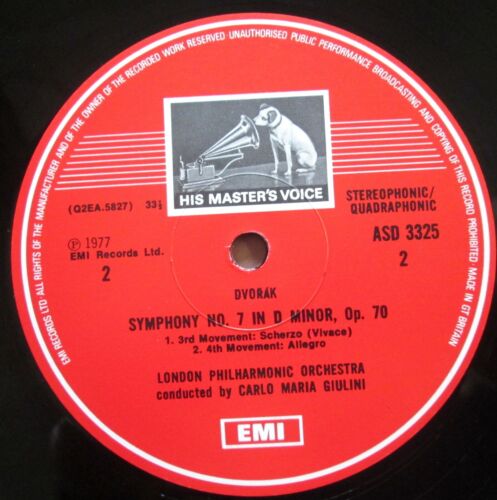 EMI RECORDS LTD ALL RIGHTS OF THE MANUFACTURER AND OF THE OWNER OF THE RECORDED WORK RESERVED UNAUTHORISED PUBLIC PERFORMANCE BROADCASTING AND COPYING OF THIS RECORD PROHIBITED MADE IN GT BRITAIN
HIS MASTER'S VOICE
(Q2EA.5827) 33⅓
STEREOPHONIC/
QUADRAPHONIC
Ⓟ 1977
EMI Records Ltd.
2
ASD 3325
2
DVOŘÁK
SYMPHONY NO. 7 IN D MINOR, Op. 70
1. 3rd Movement: Scherzo (Vivace)
2. 4th Movement: Allegro
LONDON PHILHARMONIC ORCHESTRA
conducted by CARLO MARIA GIULINI
EMI